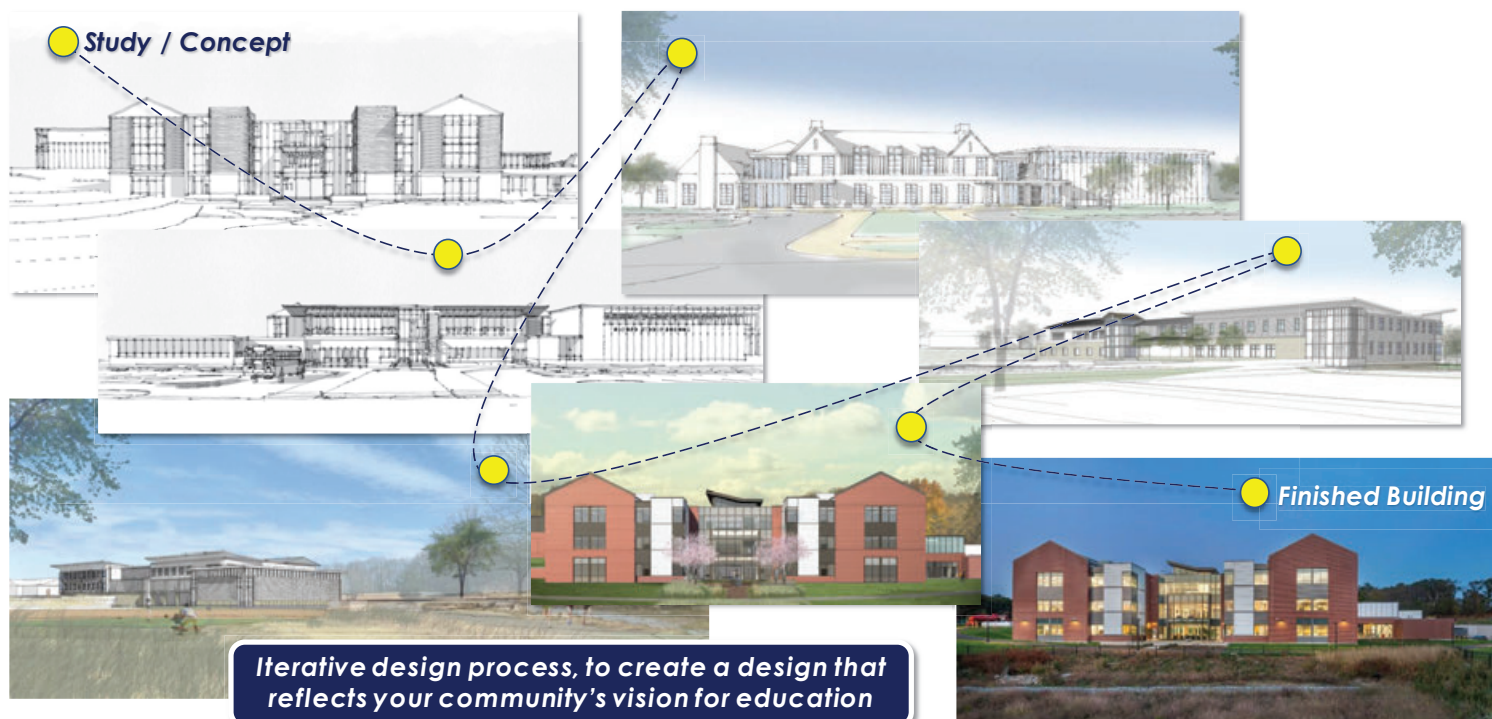 Study / Concept
Finished Building
Iterative design process, to create a design that
reflects your community's vision for education